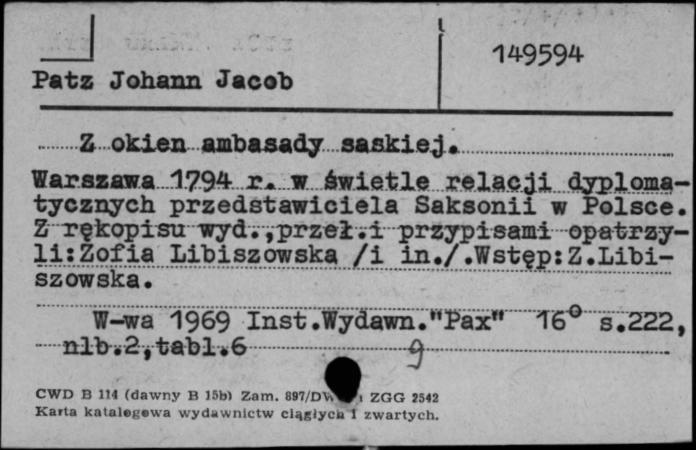 149594
Patz Johann Jacob
Z okien ambasady saskiej.
Warszawa 1794 r. w świetle relacji dyploma-
tycznych przedstawiciela Saksonii w Polsce.
Z rękopisu wyd.,przeł.i przypisami opatrzy-
li:Zofia Libiszowska /i in./.Wstęp:Z.Libi-
szowska.
W-wa 1969 Inst.Wydawn."Pax" 16° s.222,
nlb.2,tabl.6
9
CWD B 114 (dawny B 15b) Zam. 897/DW ZGG 2542
Karta katalogowa wydawnictw ciągłych i zwartych.